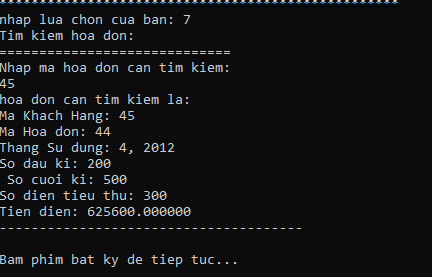 **************************************************
nhap lua chon cua ban: 7
Tim kiem hoa don:
=============================
Nhap ma hoa don can tim kiem:
45
hoa don can tim kiem la:
Ma Khach Hang: 45
Ma Hoa don: 44
Thang Su dung: 4, 2012
So dau ki: 200
 So cuoi ki: 500
So dien tieu thu: 300
Tien dien: 625600.000000
--------------------------------------
Bam phim bat ky de tiep tuc...